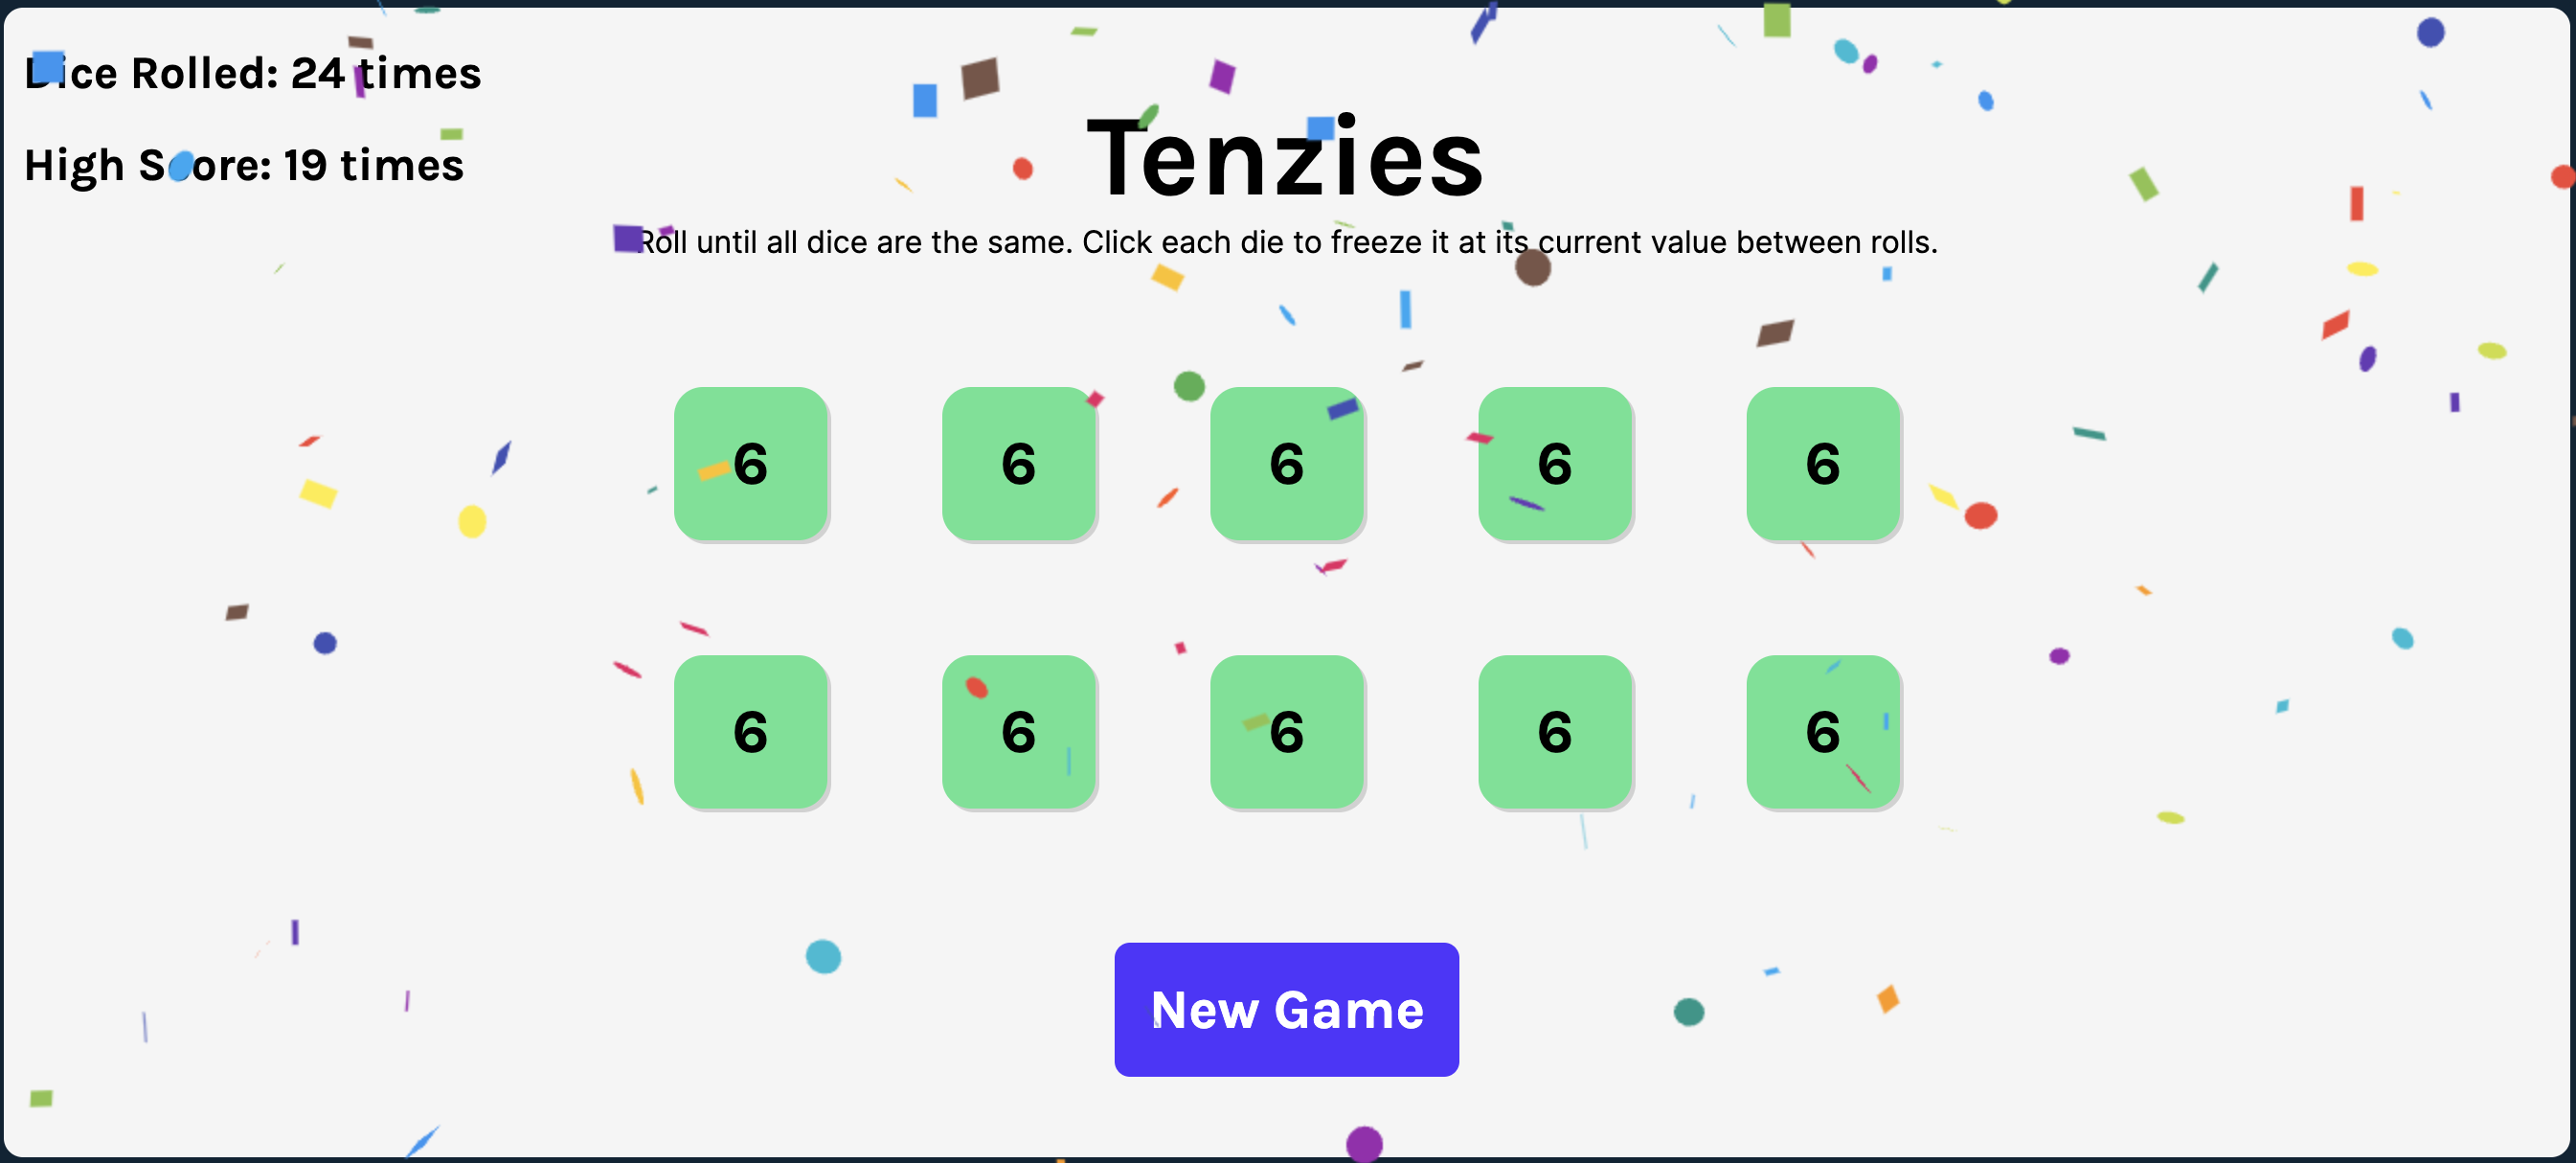 Dice Rolled: 24 times
High Score: 19 times
Tenzies
Roll until all dice are the same. Click each die to freeze it at its current value between rolls.
6 6 6 6 6
6 6 6 6 6
New Game